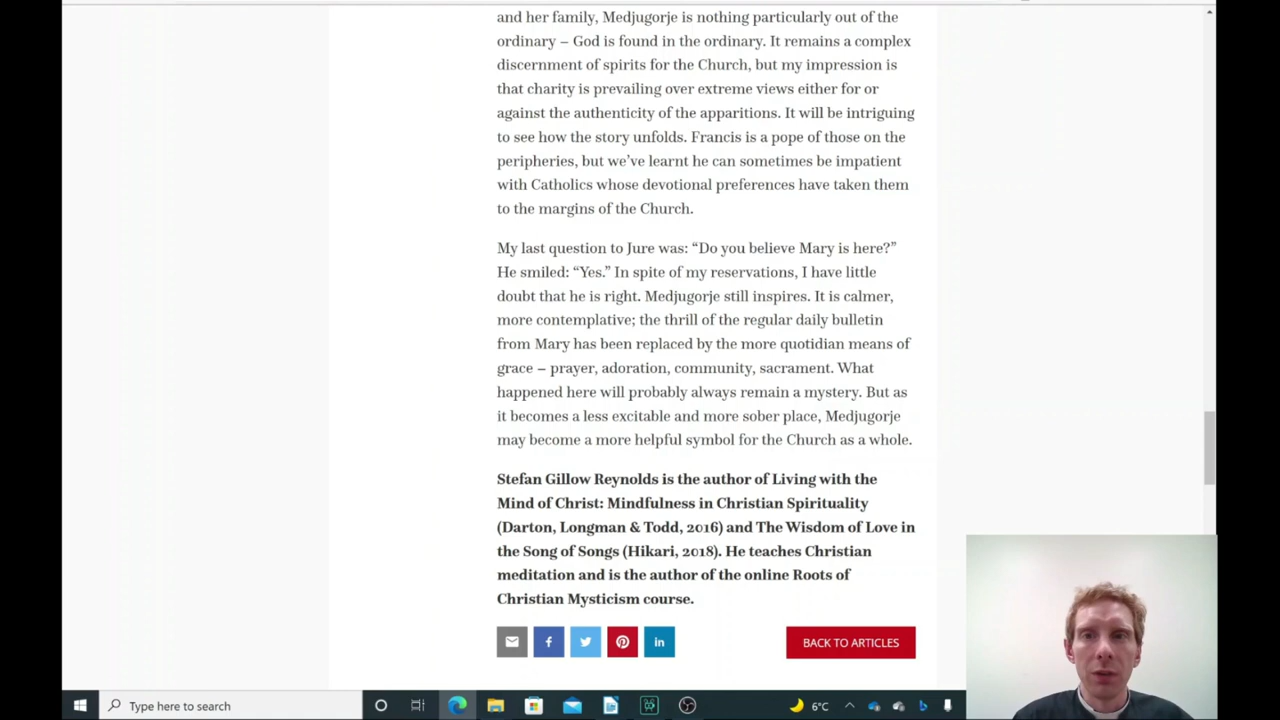 and her family, Medjugorje is nothing particularly out of the
ordinary – God is found in the ordinary. It remains a complex
discernment of spirits for the Church, but my impression is
that charity is prevailing over extreme views either for or
against the authenticity of the apparitions. It will be intriguing
to see how the story unfolds. Francis is a pope of those on the
peripheries, but we’ve learnt he can sometimes be impatient
with Catholics whose devotional preferences have taken them
to the margins of the Church.
My last question to Jure was: “Do you believe Mary is here?”
He smiled: “Yes.” In spite of my reservations, I have little
doubt that he is right. Medjugorje still inspires. It is calmer,
more contemplative; the thrill of the regular daily bulletin
from Mary has been replaced by the more quotidian means of
grace – prayer, adoration, community, sacrament. What
happened here will probably always remain a mystery. But as
it becomes a less excitable and more sober place, Medjugorje
may become a more helpful symbol for the Church as a whole.
Stefan Gillow Reynolds is the author of Living with the
Mind of Christ: Mindfulness in Christian Spirituality
(Darton, Longman & Todd, 2016) and The Wisdom of Love in
the Song of Songs (Hikari, 2018). He teaches Christian
meditation and is the author of the online Roots of
Christian Mysticism course.
BACK TO ARTICLES
Type here to search
6°C